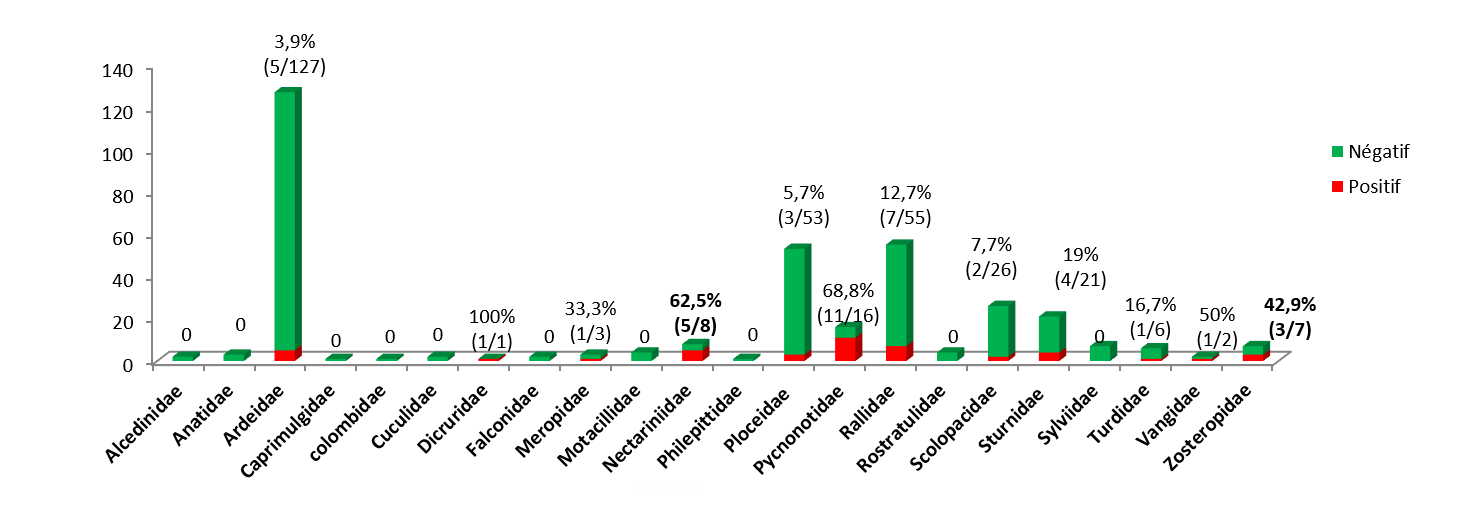 3,9%
(5/127)
140
120
100
80
60
40
20
0
0
0
0
0
0
100%
(1/1)
0
33,3%
(1/3)
0
62,5%
(5/8)
0
5,7%
(3/53)
68,8%
(11/16)
12,7%
(7/55)
0
7,7%
(2/26)
19%
(4/21)
0
16,7%
(1/6)
50%
(1/2)
42,9%
(3/7)
Négatif
Positif
Alcedinidae
Anatidae
Ardeidae
Caprimulgidae
colombidae
Cuculidae
Dicruridae
Falconidae
Meropidae
Motacillidae
Nectariniidae
Philepittidae
Ploceidae
Pycnonotidae
Rallidae
Rostratulidae
Scolopacidae
Sturnidae
Sylviidae
Turdidae
Vangidae
Zosteropidae